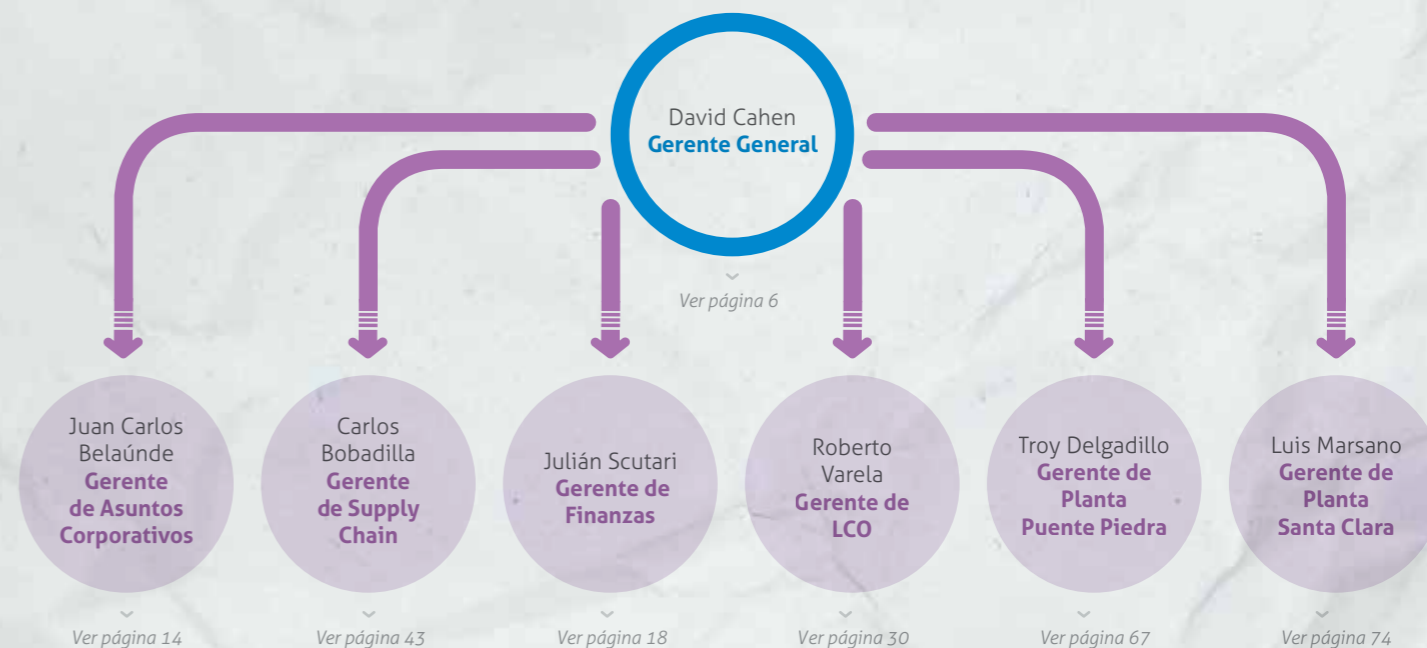 David Cahen
Gerente General
Ver página 6
Juan Carlos
Belaúnde
Gerente
de Asuntos
Corporativos
Ver página 14
Carlos
Bobadilla
Gerente
de Supply
Chain
Ver página 43
Julián Scutari
Gerente de
Finanzas
Ver página 18
Roberto
Varela
Gerente de
LCO
Ver página 30
Troy Delgadillo
Gerente de
Planta
Puente Piedra
Ver página 67
Luis Marsano
Gerente de
Planta
Santa Clara
Ver página 74